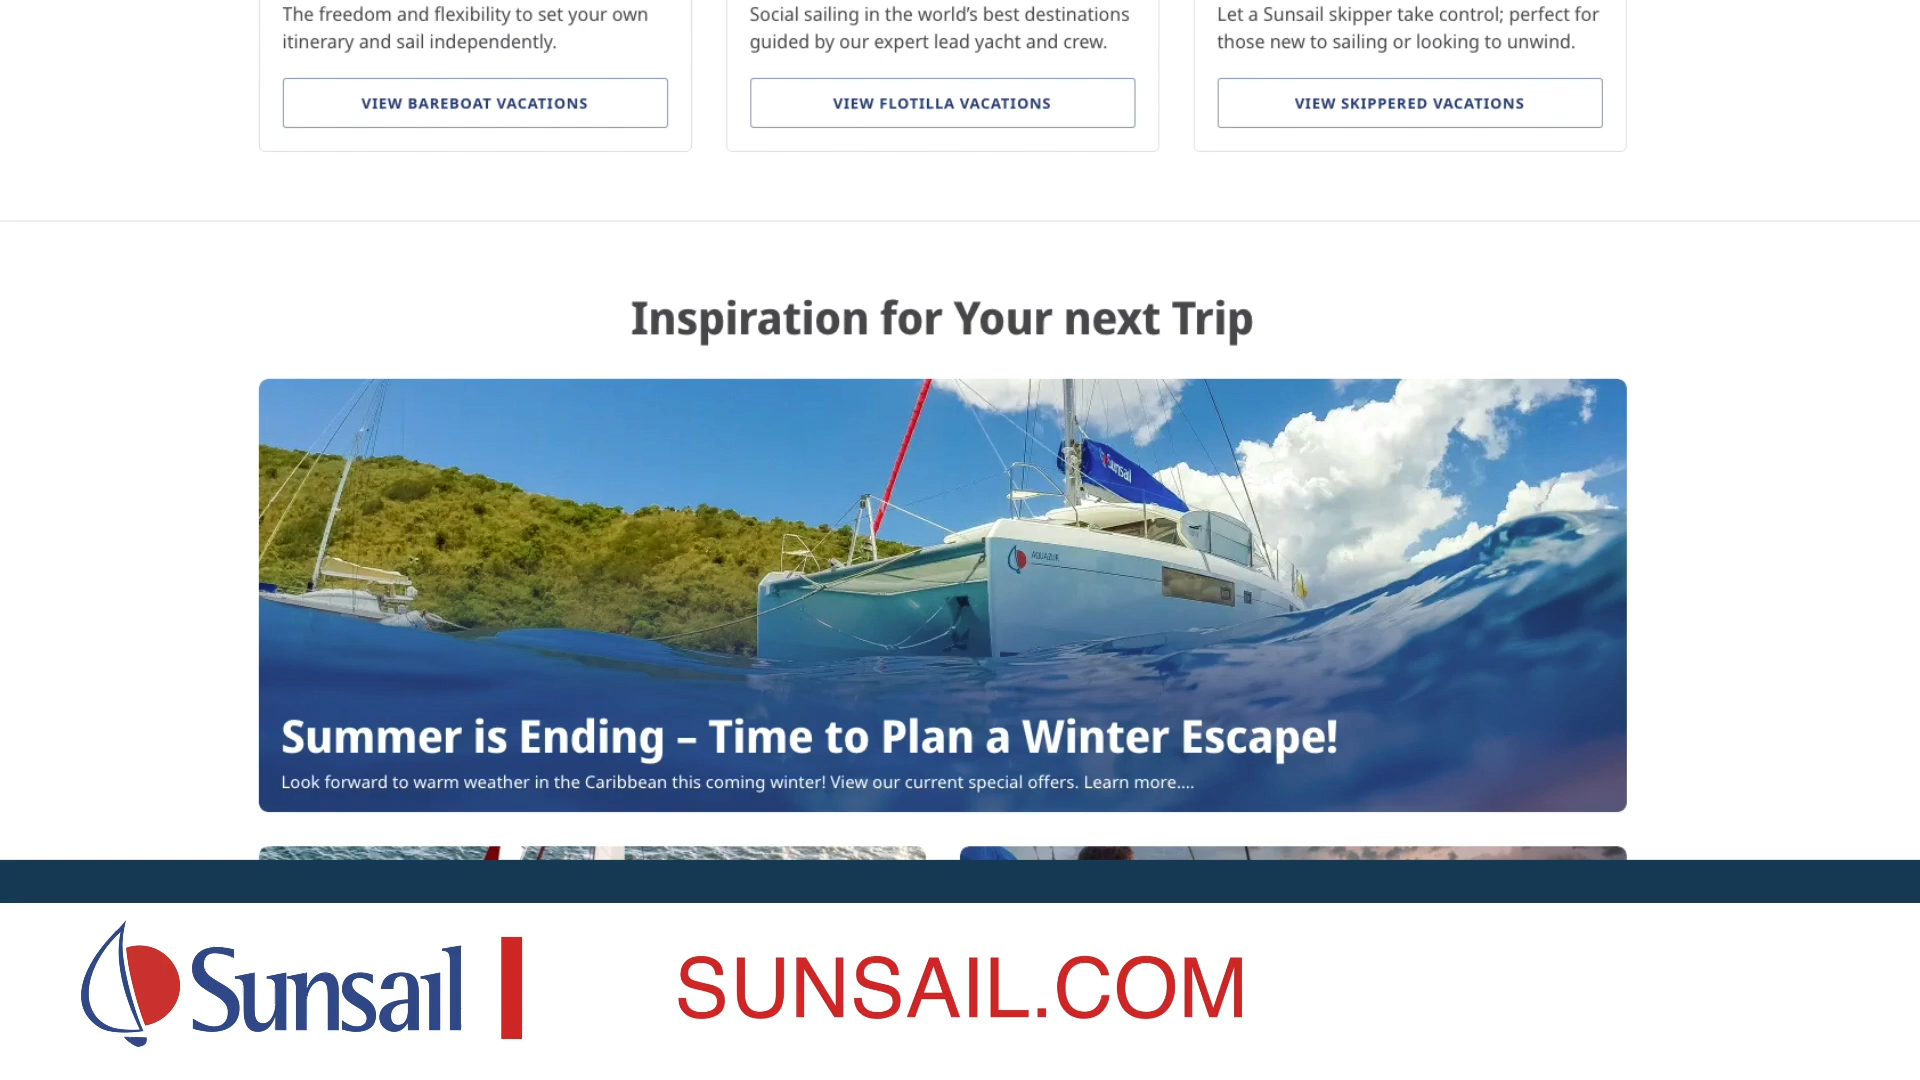 The freedom and flexibility to set your own
itinerary and sail independently.
VIEW BAREBOAT VACATIONS
Social sailing in the world’s best destinations
guided by our expert lead yacht and crew.
VIEW FLOTILLA VACATIONS
Let a Sunsail skipper take control; perfect for
those new to sailing or looking to unwind.
VIEW SKIPPERED VACATIONS
Inspiration for Your next Trip
Sunsail
AQUAZUR
Summer is Ending – Time to Plan a Winter Escape!
Look forward to warm weather in the Caribbean this coming winter! View our current special offers. Learn more....
Sunsail
SUNSAIL.COM